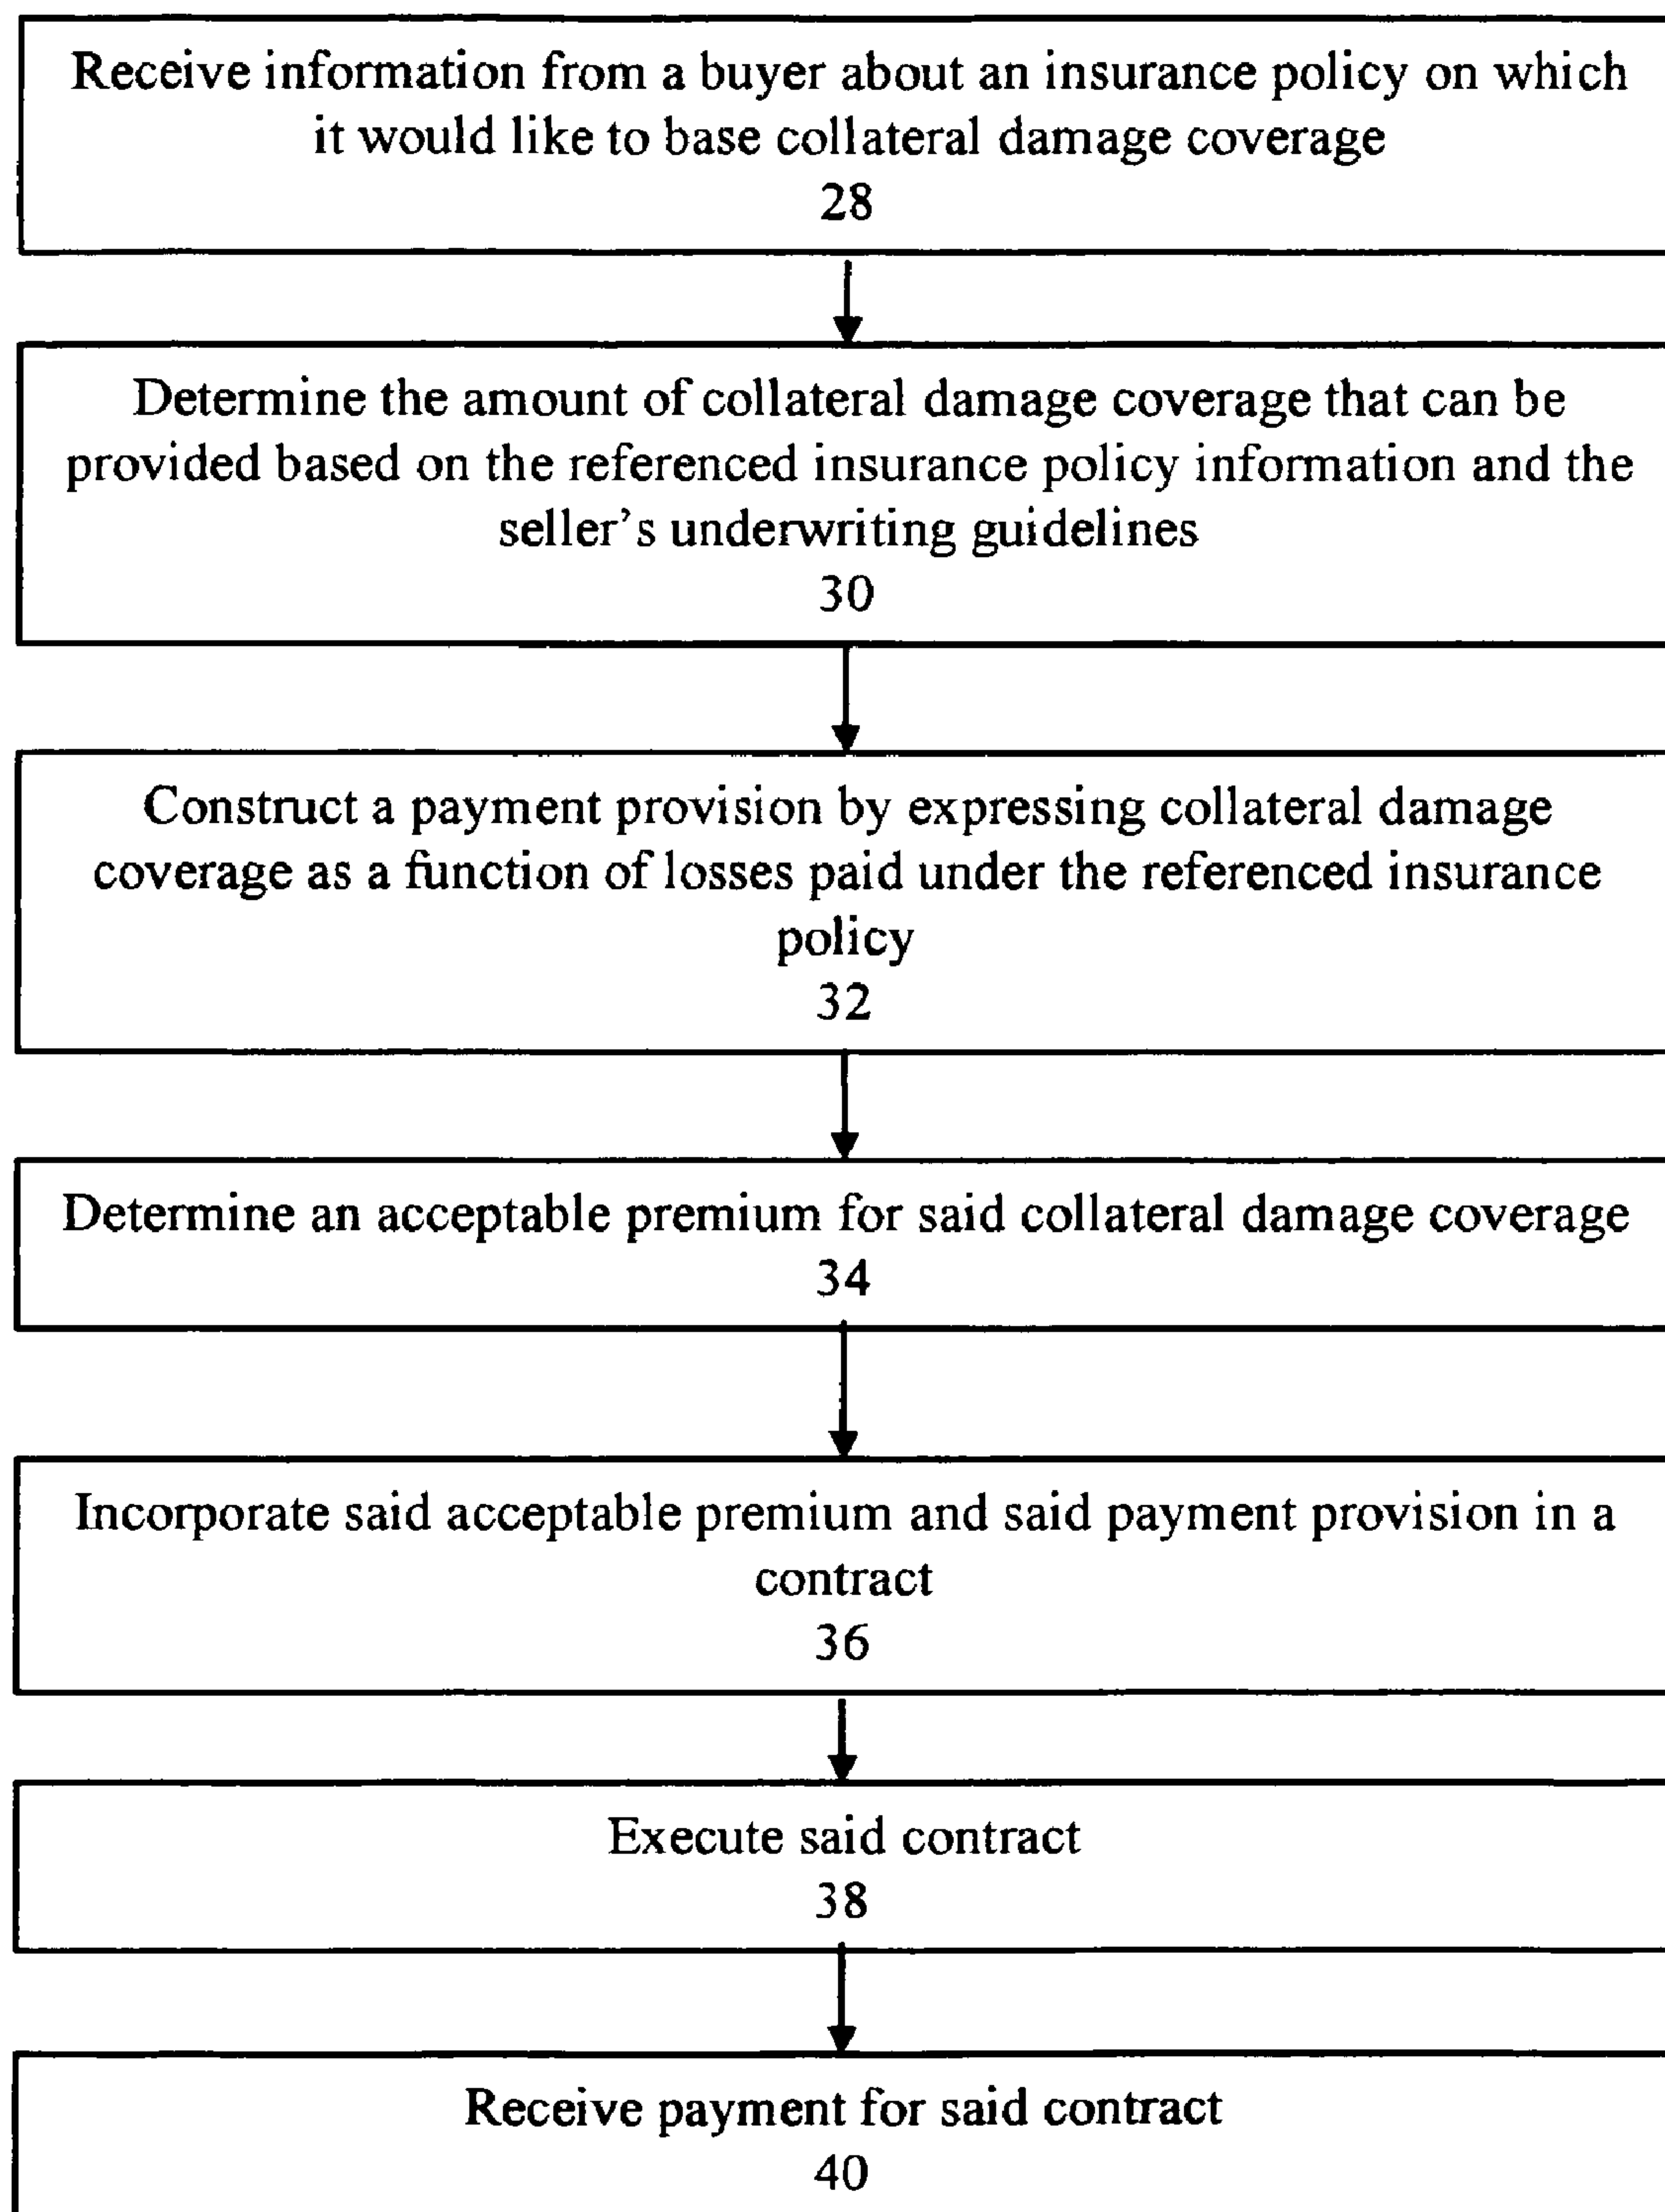 Receive information from a buyer about an insurance policy on which
it would like to base collateral damage coverage
28
Determine the amount of collateral damage coverage that can be
provided based on the referenced insurance policy information and the
seller’s underwriting guidelines
30
Construct a payment provision by expressing collateral damage
coverage as a function of losses paid under the referenced insurance
policy
32
Determine an acceptable premium for said collateral damage coverage
34
Incorporate said acceptable premium and said payment provision in a
contract
36
Execute said contract
38
Receive payment for said contract
40